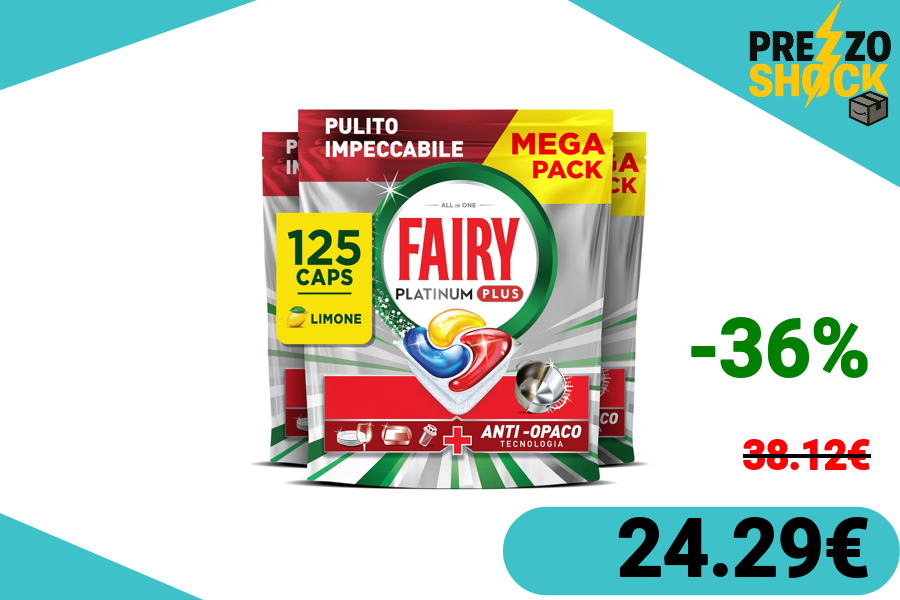 PREZZO
SHOCK
PULITO
IMPECCABILE
MEGA
PACK
125
CAPS
LIMONE
ALL IN ONE
FAIRY
PLATINUM PLUS
ANTI-OPACO
TECNOLOGIA
-36%
38.12€
24.29€